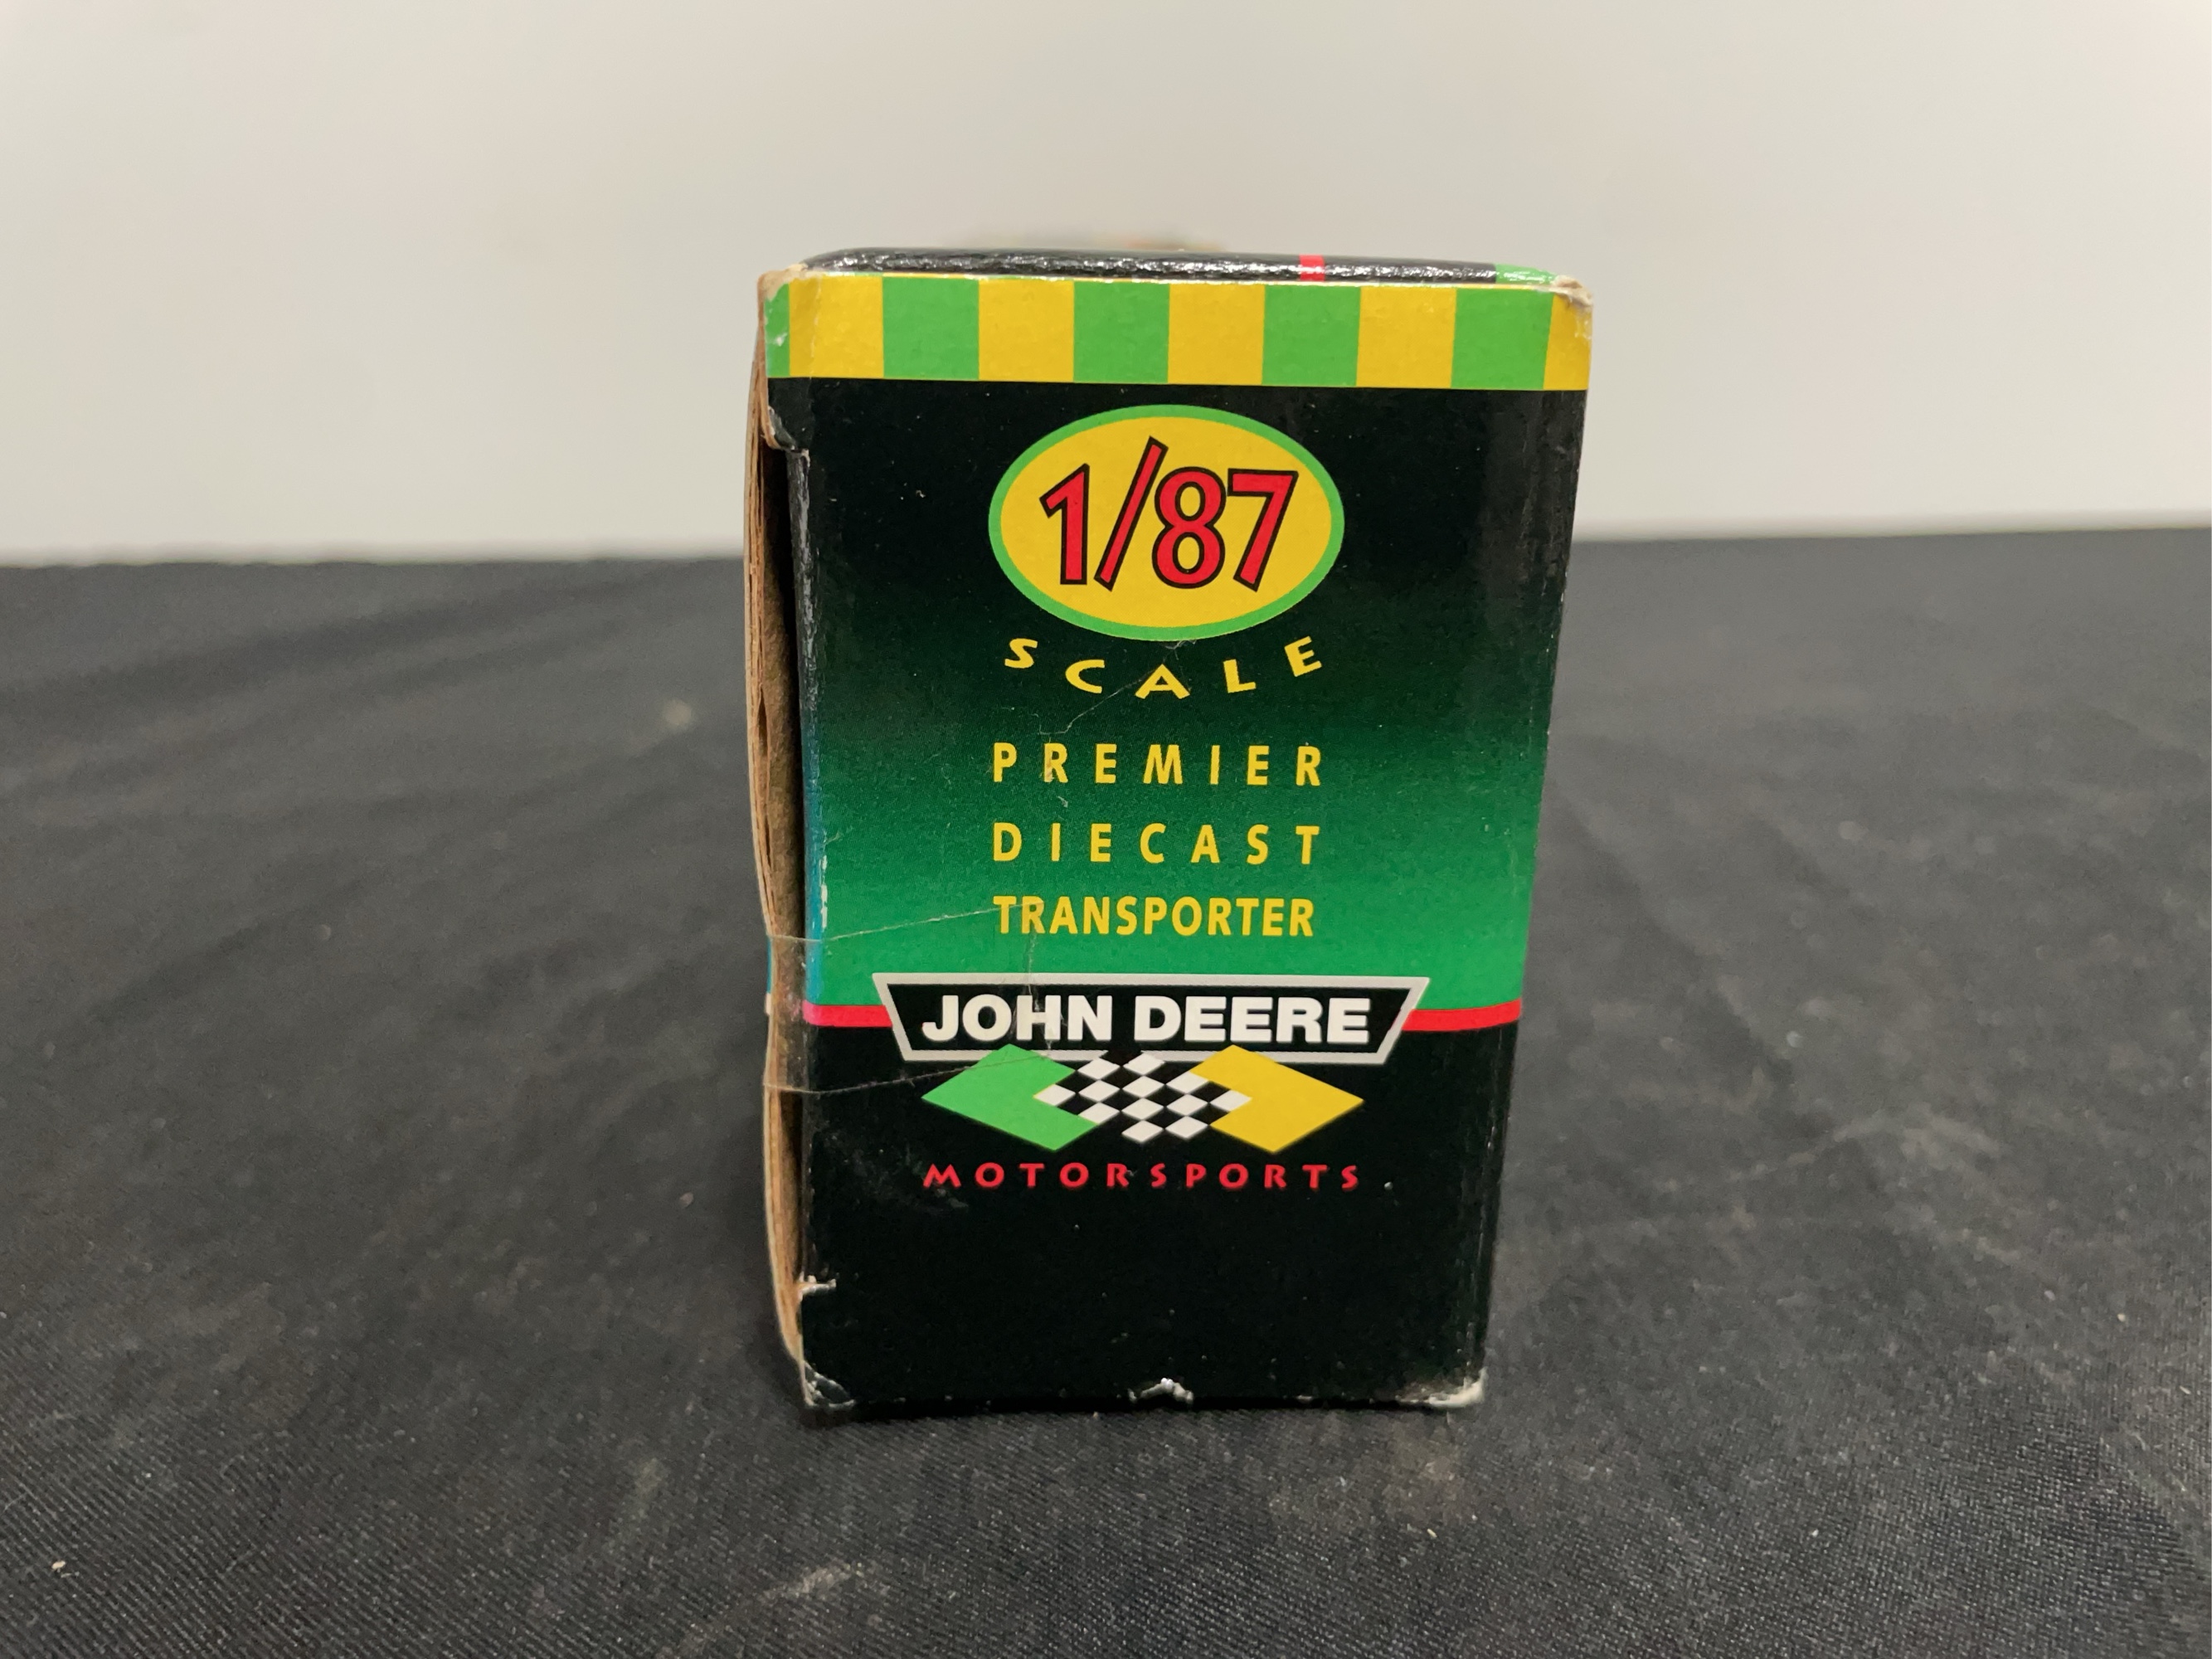 1/87
SCALE
PREMIER
DIECAST
TRANSPORTER
JOHN DEERE
MOTORSPORTS